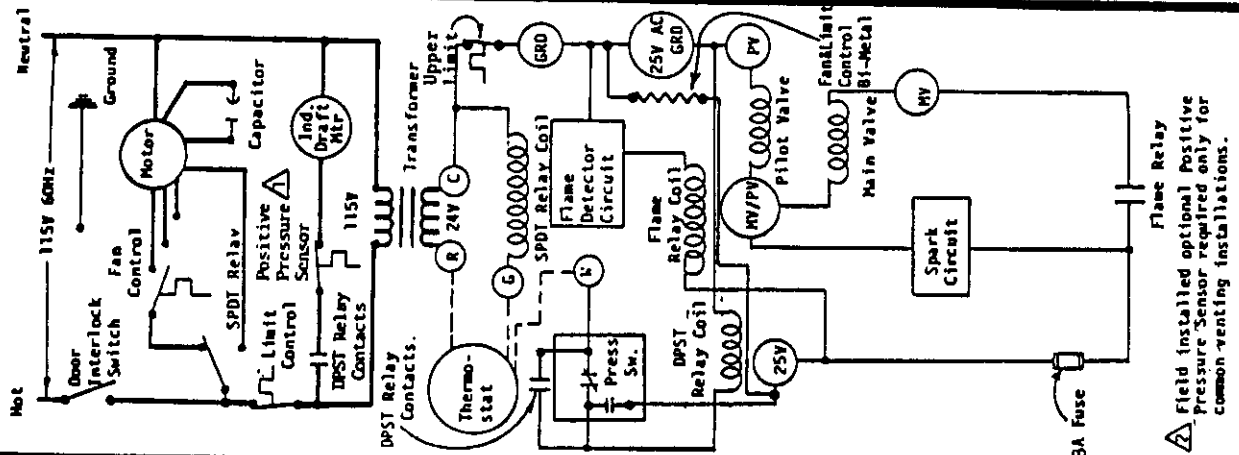 Hot
115V 60Hz
Neutral
Door
Interlock
Switch
Ground
Fan
Control
Motor
Capacitor
SPDT Relay
Positive
Pressure 1
Sensor
Ind.
Draft
Mtr
Limit
Control
DPST Relay
Contacts
115V
Transformer
24V
R
C
Upper
Limit
DPST Relay
Contacts.
Thermo-
stat
G
SPDT Relay Coil
GRD
W
Press
Sw.
Flame
Detector
Circuit
25V AC
GRD
Flame
Relay Coil
DPST
Relay Coil
25V
PV
MV/PV
Pilot Valve
Fan&Limit
Control
Bi-Metal
Main Valve
MV
Spark
Circuit
Flame Relay
Fuse
2 Field installed optional Positive
Pressure Sensor required only for
common-venting installations.